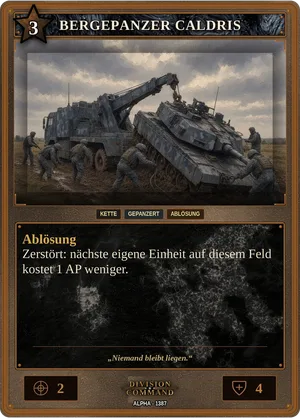 3
BERGEPANZER CALDRIS
KETTE GEPANZERT ABLÖSUNG
Ablösung
Zerstört: nächste eigene Einheit auf diesem Feld
kostet 1 AP weniger.
„Niemand bleibt liegen.“
2
DIVISION
COMMAND
4
ALPHA - 1387